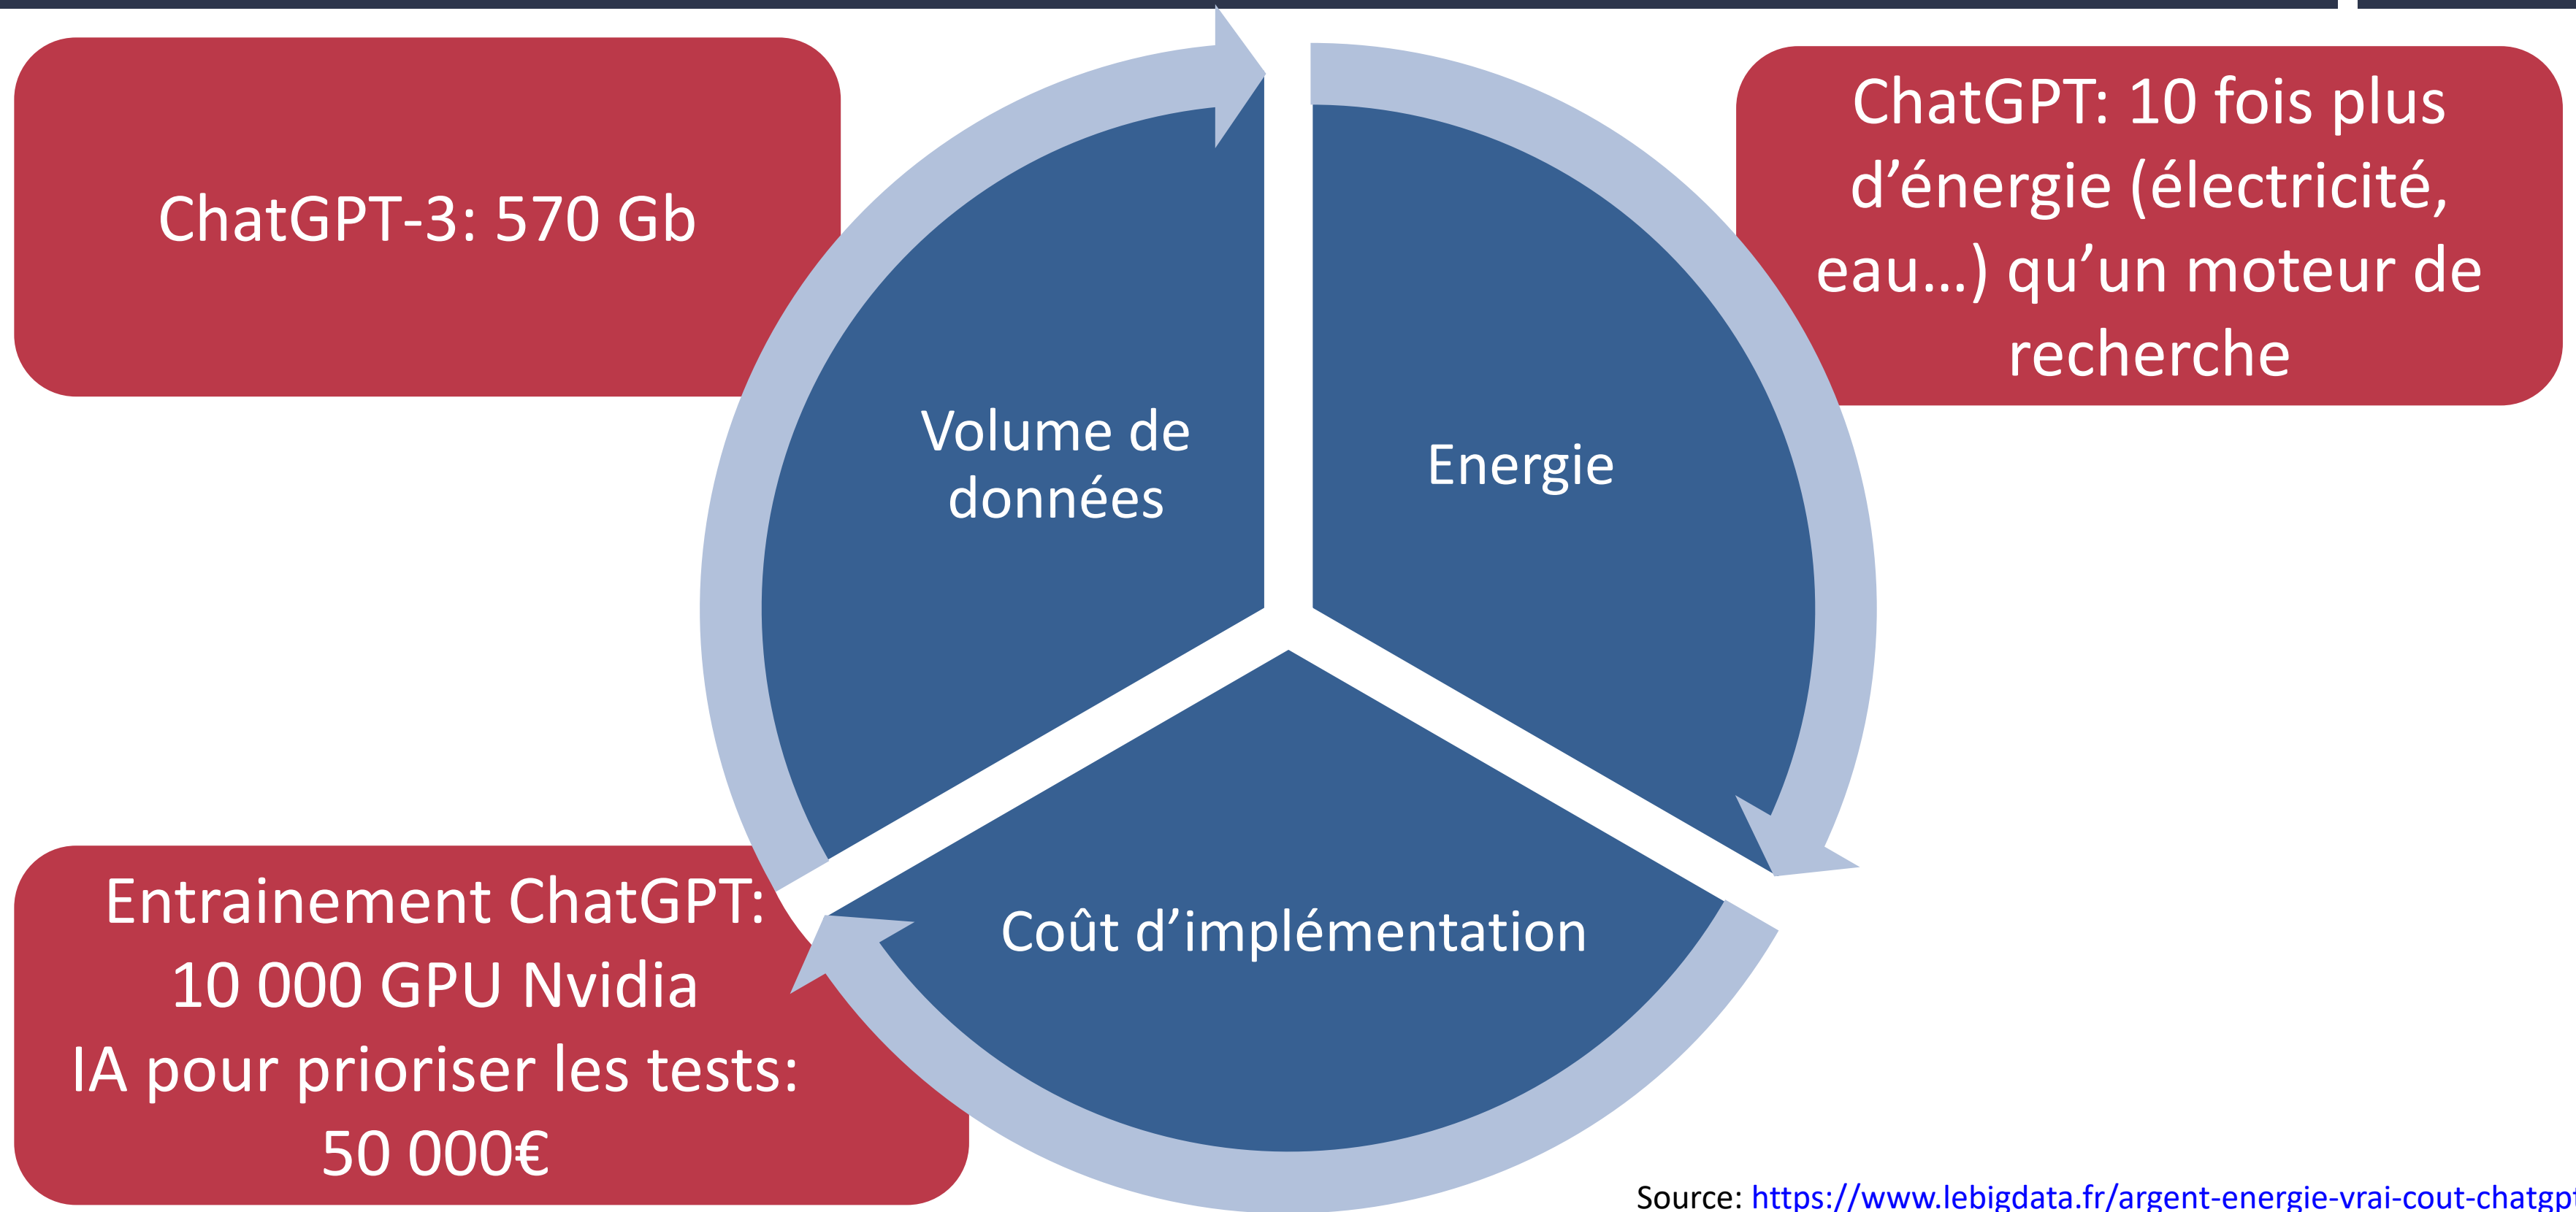 ChatGPT-3: 570 Gb
ChatGPT: 10 fois plus
d’énergie (électricité,
eau…) qu’un moteur de
recherche
Volume de
données
Energie
Entrainement ChatGPT:
10 000 GPU Nvidia
IA pour prioriser les tests:
50 000€
Coût d’implémentation
Source: https://www.lebigdata.fr/argent-energie-vrai-cout-chatgpt